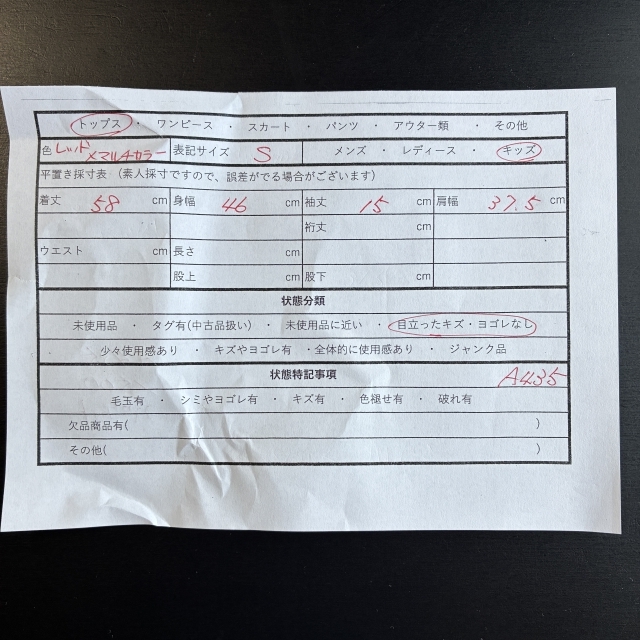 トップス ・ ワンピース ・ スカート ・ パンツ ・ アウター類 ・ その他
色 レッド ×マルチカラー 表記サイズ S メンズ ・ レディース ・ キッズ
平置き採寸表 (素人採寸ですので、誤差がでる場合がございます)
着丈 58 cm 身幅 46 cm 袖丈 15 cm 肩幅 37.5 cm
裄丈 cm
ウエスト cm 長さ cm
股上 cm 股下 cm
状態分類
未使用品 ・ タグ有(中古品扱い) ・ 未使用品に近い ・ 目立ったキズ・ヨゴレなし
少々使用感あり ・ キズやヨゴレ有 ・全体的に使用感あり ・ ジャンク品
状態特記事項 A435
毛玉有 ・ シミやヨゴレ有 ・ キズ有 ・ 色褪せ有 ・ 破れ有
欠品商品有( )
その他( )